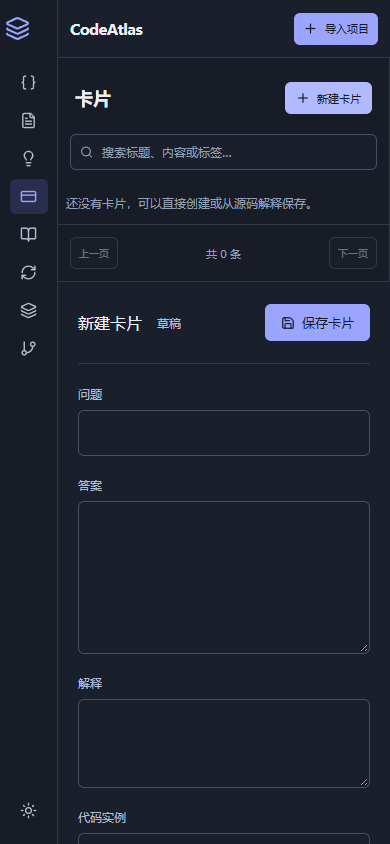 CodeAtlas
导入项目
卡片
新建卡片
搜索标题、内容或标签...
还没有卡片，可以直接创建或从源码解释保存。
上一页
共 0 条
下一页
新建卡片
草稿
保存卡片
问题
答案
解释
代码实例